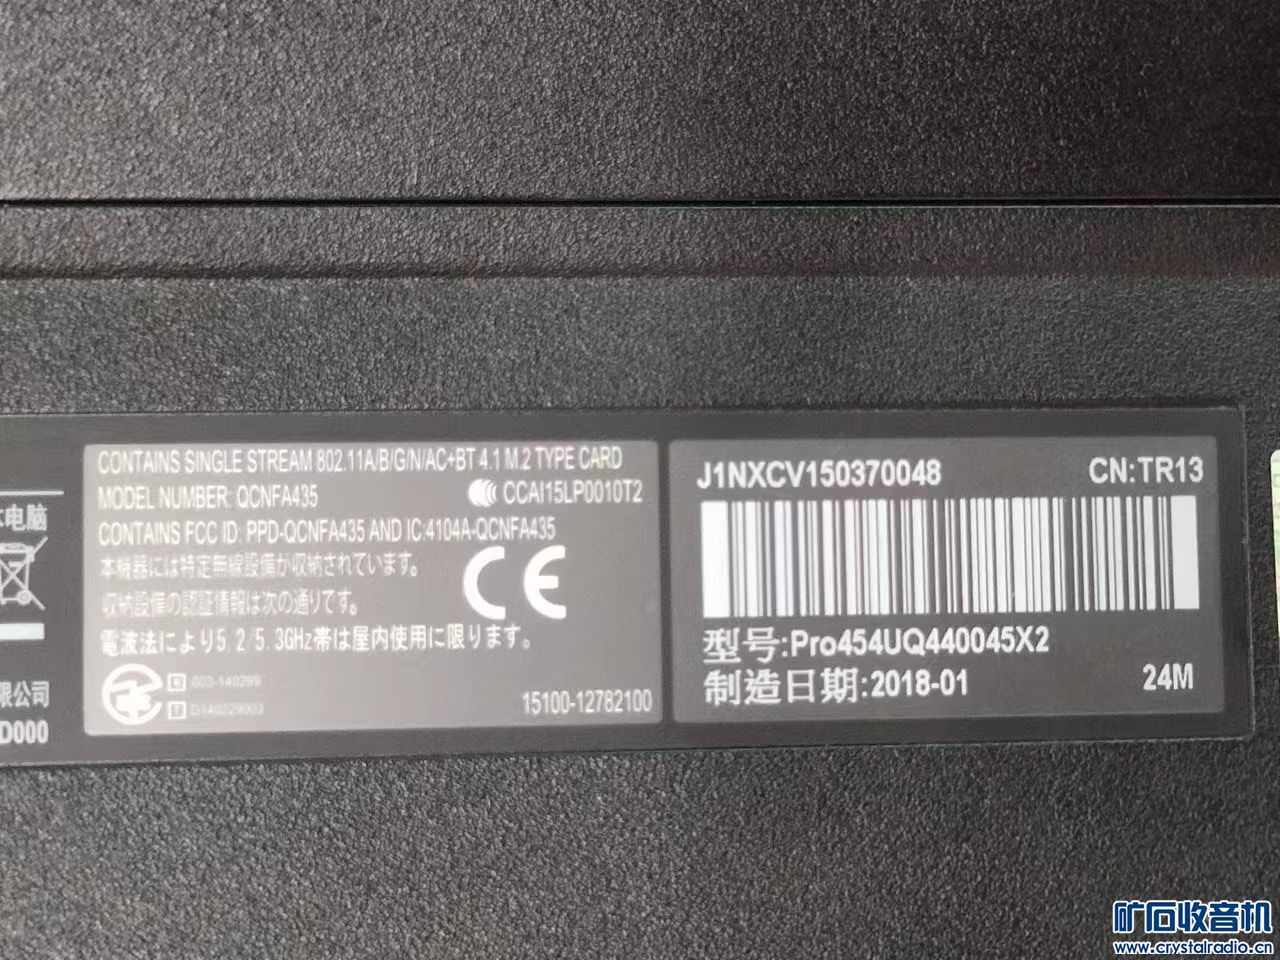 本电脑
限公司
D000
CONTAINS SINGLE STREAM 802.11A/B/G/N/AC+BT 4.1 M.2 TYPE CARD
MODEL NUMBER: QCNFA435
CCAI15LP0010T2
CONTAINS FCC ID: PPD-QCNFA435 AND IC:4104A-QCNFA435
本機器には特定無線設備が収納されています。
収納設備の認証情報は次の通りです。
電波法により5.2 5.3GHz帯は屋内使用に限ります。
CE
R 003-140299
T D140229003
15100-12782100
J1NXCV150370048
CN:TR13
型号:Pro454UQ440045X2
制造日期:2018-01
24M
矿石收音机
www.crystalradio.cn